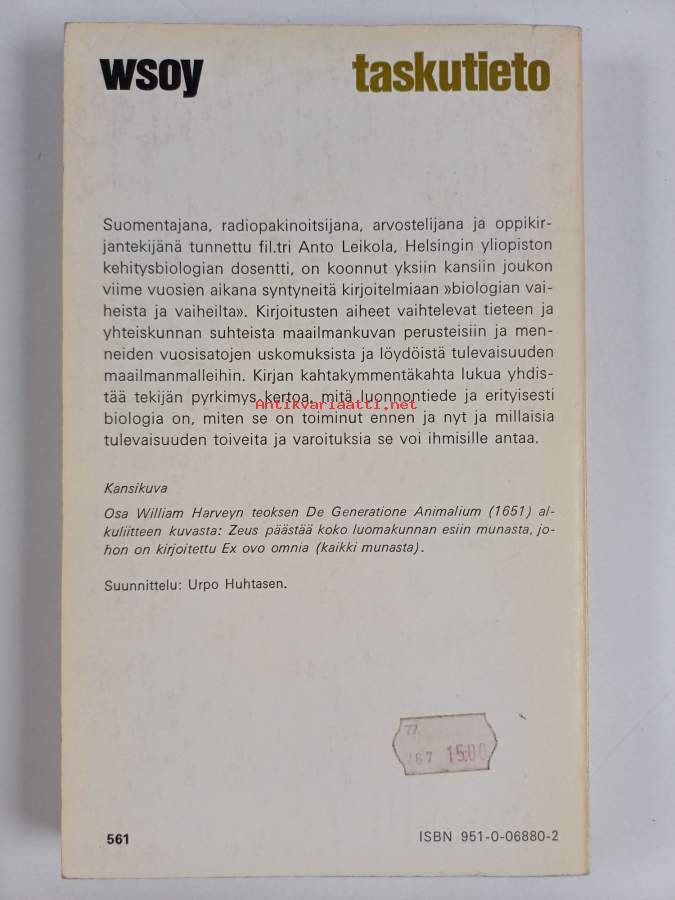 wsoy taskutieto
Suomentajana, radiopakinoitsijana, arvostelijana ja oppikir-
jantekijänä tunnettu fil.tri Anto Leikola, Helsingin yliopiston
kehitysbiologian dosentti, on koonnut yksiin kansiin joukon
viime vuosien aikana syntyneitä kirjoitelmiaan »biologian vai-
heista ja vaiheilta». Kirjoitusten aiheet vaihtelevat tieteen ja
yhteiskunnan suhteista maailmankuvan perusteisiin ja men-
neiden vuosisatojen uskomuksista ja löydöistä tulevaisuuden
maailmanmalleihin. Kirjan kahtakymmentäkahta lukua yhdis-
tää tekijän pyrkimys kertoa, mitä luonnontiede ja erityisesti
Antikvariaatti.net
biologia on, miten se on toiminut ennen ja nyt ja millaisia
tulevaisuuden toiveita ja varoituksia se voi ihmisille antaa.
Kansikuva
Osa William Harveyn teoksen De Generatione Animalium (1651) al-
kuliitteen kuvasta: Zeus päästää koko luomakunnan esiin munasta, jo-
hon on kirjoitettu Ex ovo omnia (kaikki munasta).
Suunnittelu: Urpo Huhtasen.
77
767 15:00
561 ISBN 951-0-06880-2